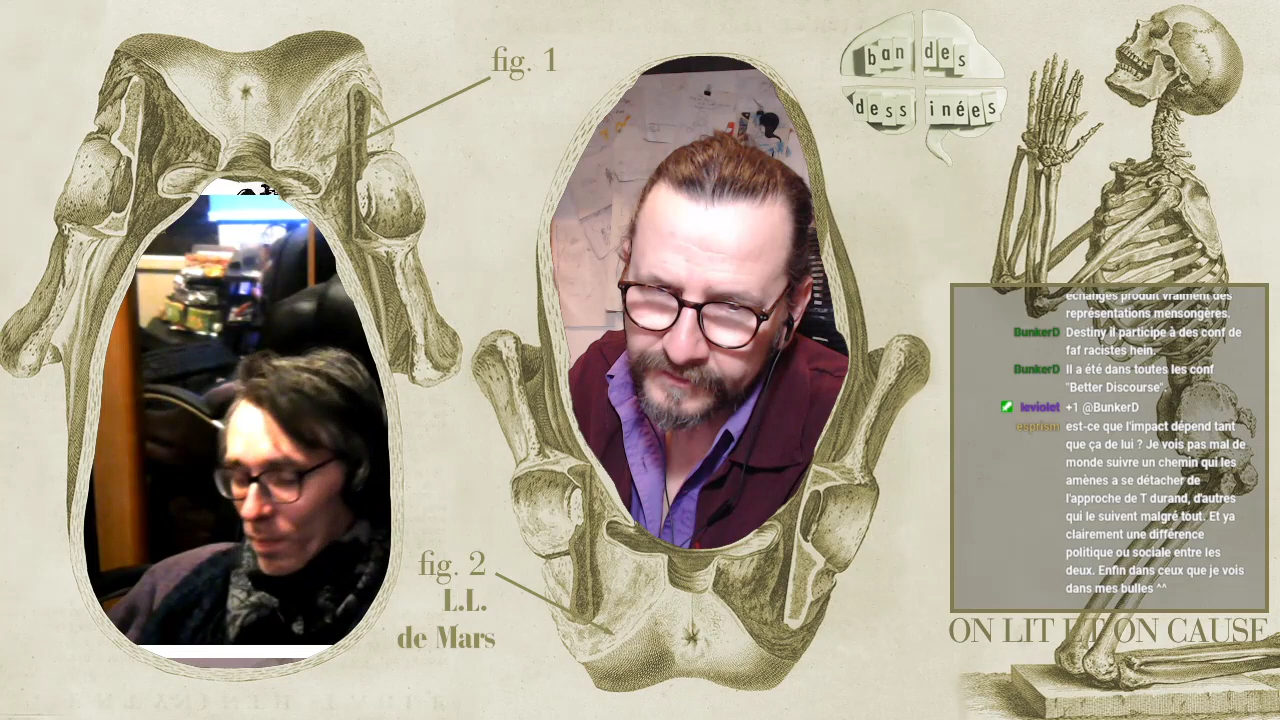 fig. 1
ban des
dess inées
échanges produit vraiment des
représentations mensongères.
BunkerD Destiny il participe à des conf de
faf racistes hein.
BunkerD Il a été dans toutes les conf
"Better Discourse".
leviolet +1 @BunkerD
esprism est-ce que l'impact dépend tant
que ça de lui ? Je vois pas mal de
monde suivre un chemin qui les
amènes a se détacher de
l'approche de T durand, d'autres
qui le suivent malgré tout. Et ya
clairement une différence
politique ou sociale entre les
deux. Enfin dans ceux que je vois
dans mes bulles ^^
fig. 2
L.L.
de Mars
ON LIT ET ON CAUSE